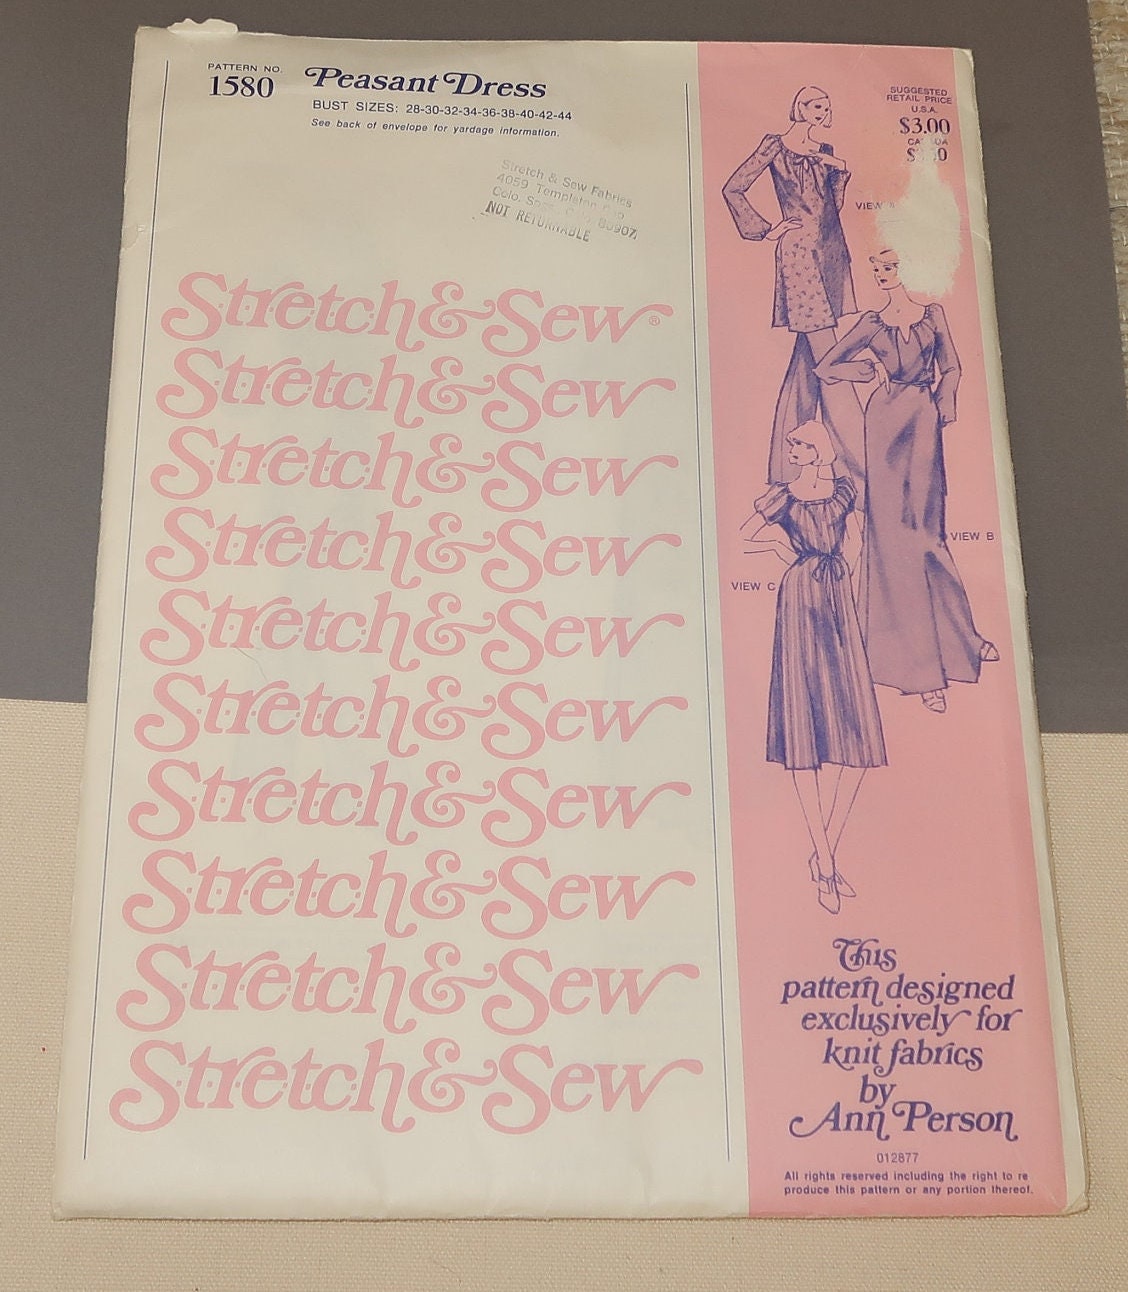 PATTERN NO.
1580
Peasant Dress
BUST SIZES: 28-30-32-34-36-38-40-42-44
See back of envelope for yardage information.
Stretch & Sew Fabrics
4059 Templeton
Colo. 80907
NOT RETURNABLE
Stretch & Sew®
Stretch & Sew
Stretch & Sew
Stretch & Sew
Stretch & Sew
Stretch & Sew
Stretch & Sew
Stretch & Sew
Stretch & Sew
Stretch & Sew
SUGGESTED
RETAIL PRICE
U.S.A.
$3.00
VIEW
VIEW B
VIEW C
This
pattern designed
exclusively for
knit fabrics
by
Ann Person
012877
All rights reserved including the right to re
produce this pattern or any portion thereof.